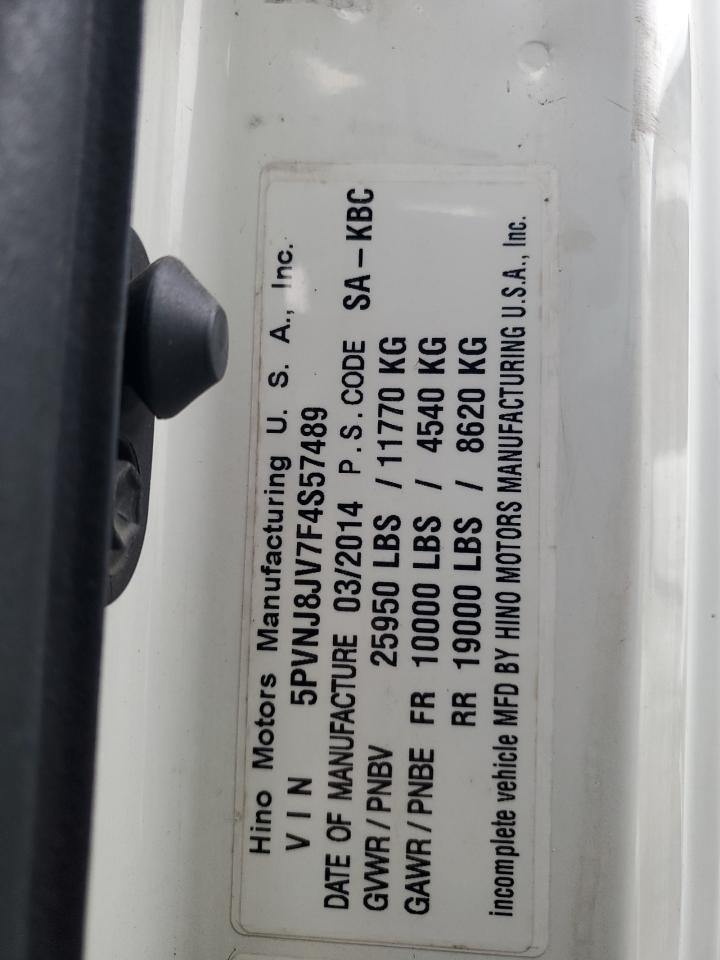 Hino Motors Manufacturing U. S. A., Inc.
VIN 5PVNJ8JV7F4S57489
DATE OF MANUFACTURE 03/2014 P.S. CODE SA-KBC
GVWR/PNBV 25950 LBS / 11770 KG
GAWR/PNBE FR 10000 LBS / 4540 KG
RR 19000 LBS / 8620 KG
incomplete vehicle MFD BY HINO MOTORS MANUFACTURING U.S.A., Inc.